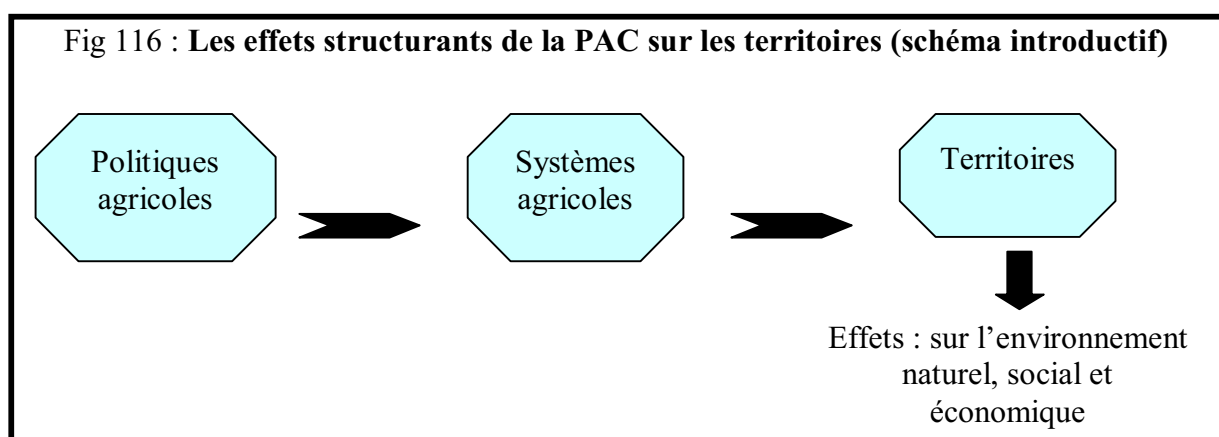 Fig 116 : Les effets structurants de la PAC sur les territoires (schéma introductif)
Politiques
agricoles
Systèmes
agricoles
Territoires
Effets : sur l’environnement
naturel, social et
économique